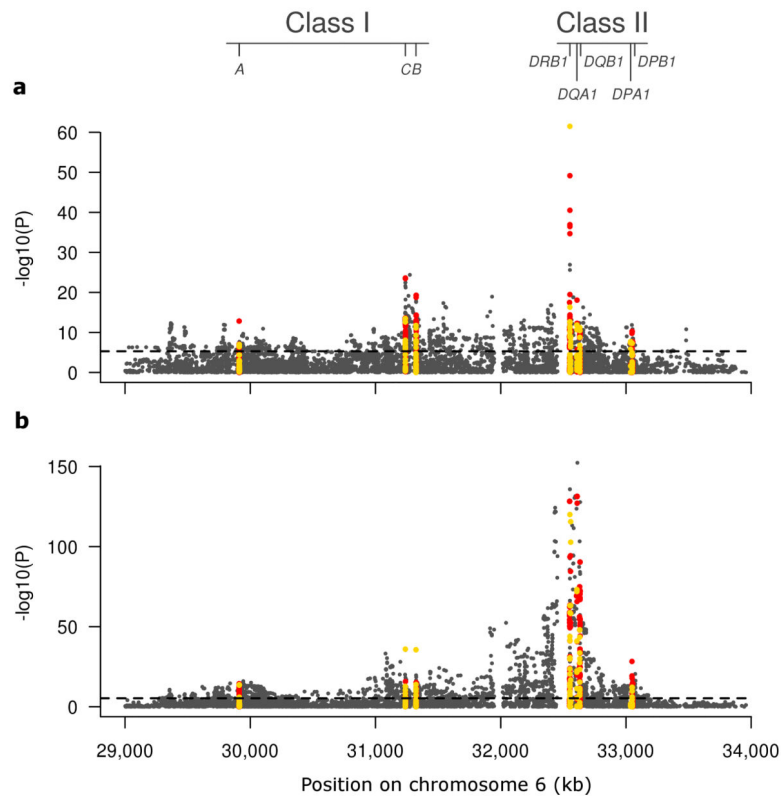 Class I Class II
A CB DRB1 DQB1 DPB1
DQA1 DPA1
a
60
50
40
30
20
10
0
-log10(P)
b
150
100
50
0
-log10(P)
29,000 30,000 31,000 32,000 33,000 34,000
Position on chromosome 6 (kb)